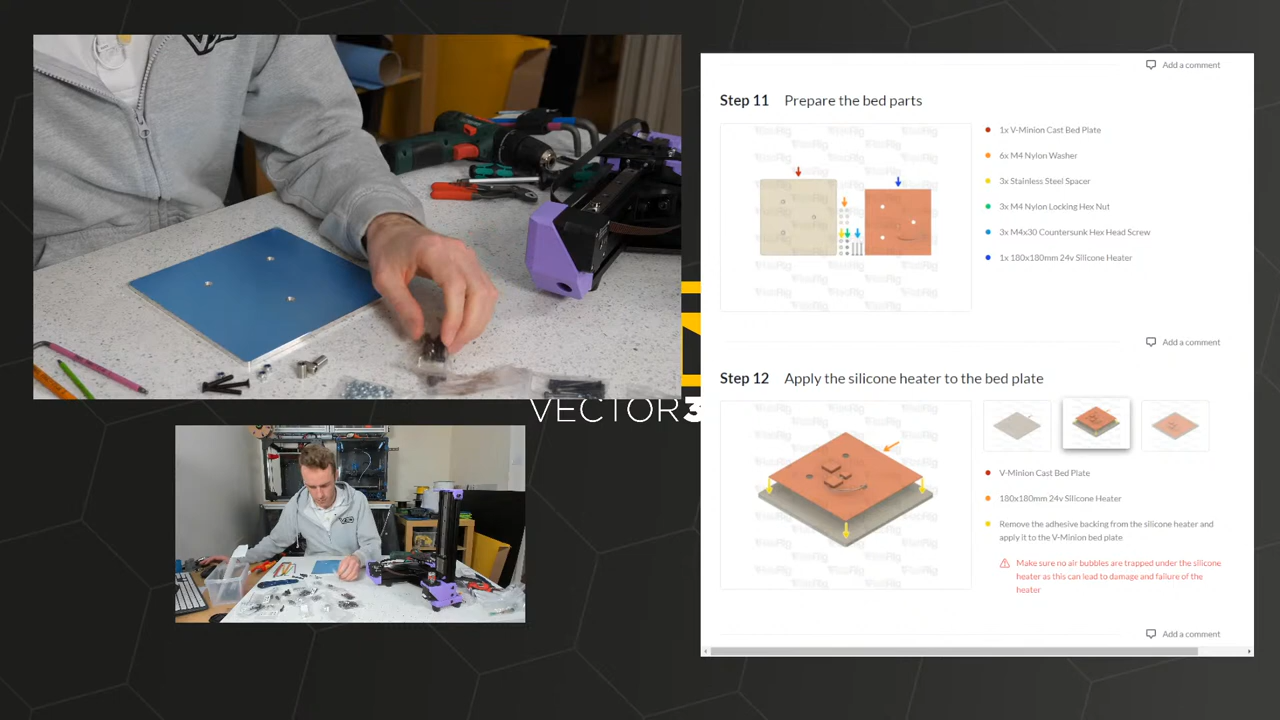 Add a comment
Step 11 Prepare the bed parts
1x V-Minion Cast Bed Plate
6x M4 Nylon Washer
3x Stainless Steel Spacer
3x M4 Nylon Locking Hex Nut
3x M4x30 Countersunk Hex Head Screw
1x 180x180mm 24v Silicone Heater
Add a comment
Step 12 Apply the silicone heater to the bed plate
V-Minion Cast Bed Plate
180x180mm 24v Silicone Heater
Remove the adhesive backing from the silicone heater and
apply it to the V-Minion bed plate
Make sure no air bubbles are trapped under the silicone
heater as this can lead to damage and failure of the
heater
Add a comment
VECTOR3